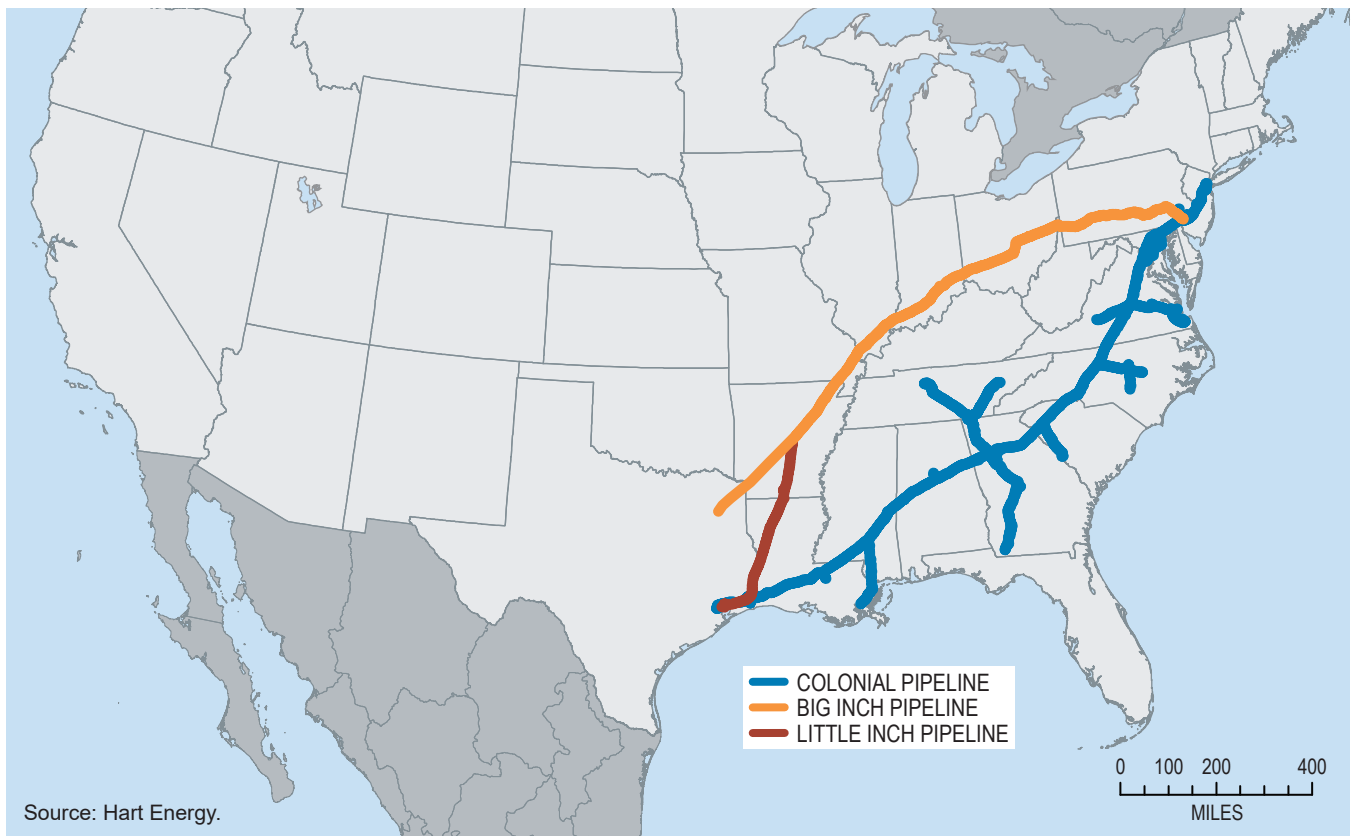 COLONIAL PIPELINE
BIG INCH PIPELINE
LITTLE INCH PIPELINE
0 100 200 400
MILES
Source: Hart Energy.